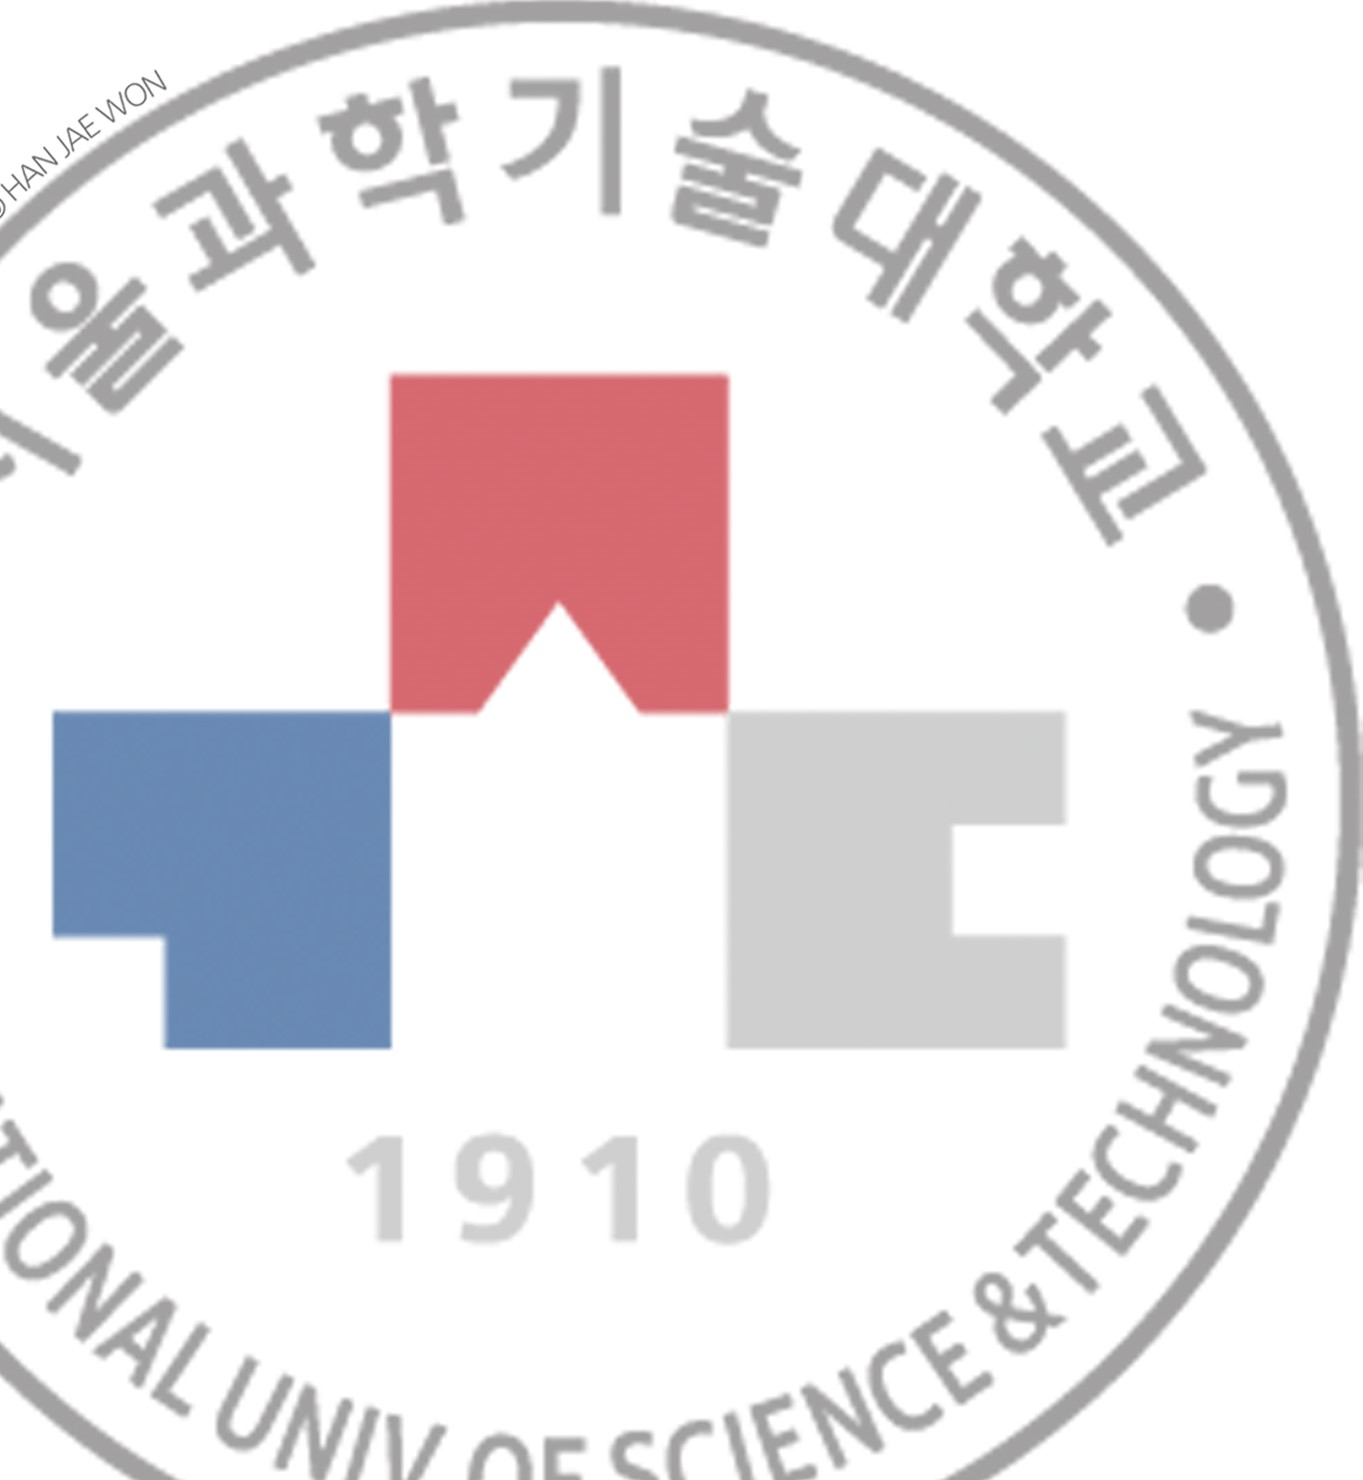 HAN JAE WON
울과학기술대학교
1910
TIONAL UNIV OF SCIENCE & TECHNOLOGY